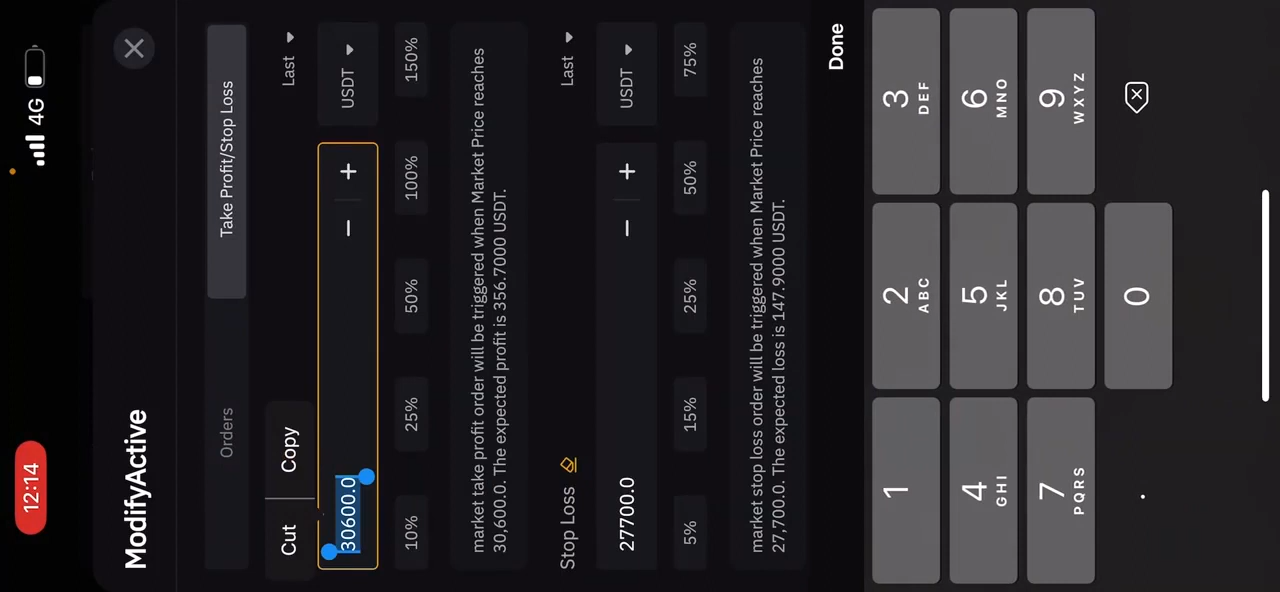 12:14
4G
ModifyActive
Orders
Take Profit/Stop Loss
Cut
Copy
Last
30600.0
USDT
10%
25%
50%
100%
150%
market take profit order will be triggered when Market Price reaches
30,600.0. The expected profit is 356.7000 USDT.
Stop Loss
Last
27700.0
USDT
5%
15%
25%
50%
75%
market stop loss order will be triggered when Market Price reaches
27,700.0. The expected loss is 147.9000 USDT.
Done
1
2 ABC
3 DEF
4 GHI
5 JKL
6 MNO
7 PQRS
8 TUV
9 WXYZ
.
0